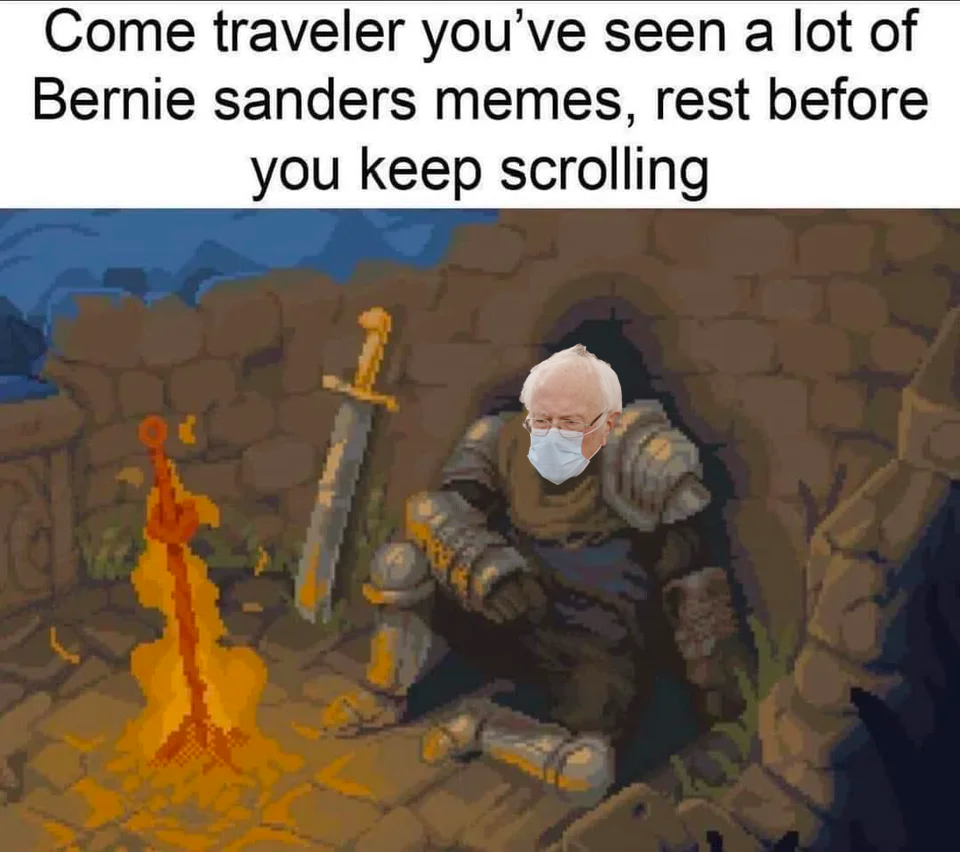 Come traveler you’ve seen a lot of
Bernie sanders memes, rest before
you keep scrolling